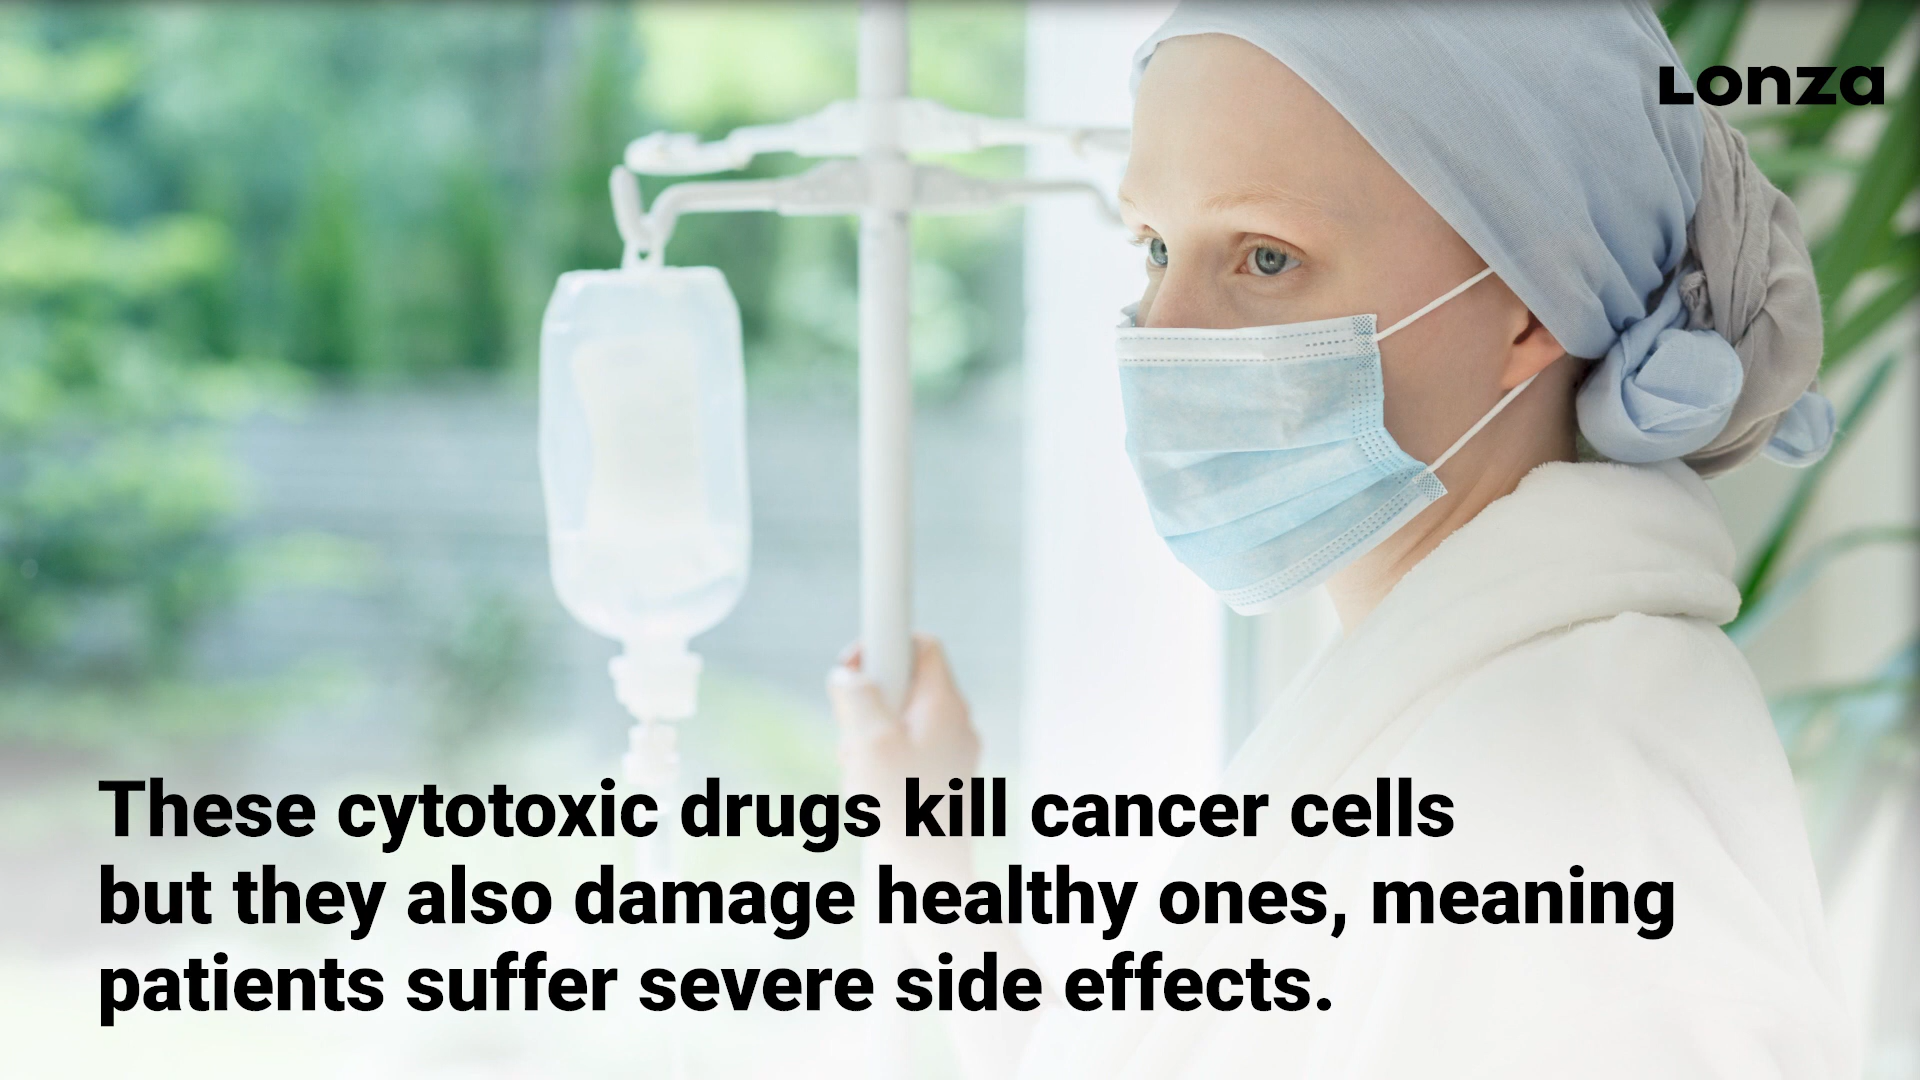 Lonza
These cytotoxic drugs kill cancer cells
but they also damage healthy ones, meaning
patients suffer severe side effects.